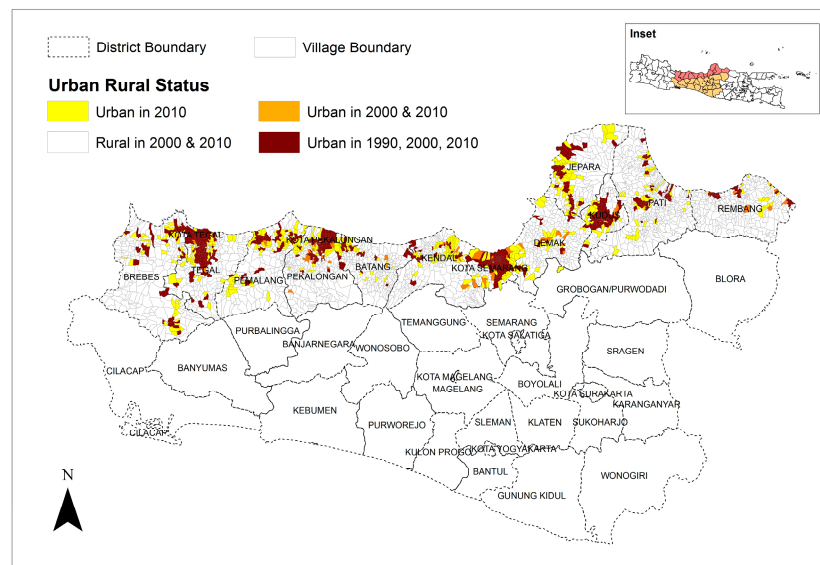 District Boundary
Village Boundary
Urban Rural Status
Urban in 2010
Urban in 2000 & 2010
Rural in 2000 & 2010
Urban in 1990, 2000, 2010
Inset
JEPARA
KUDUS
PATI
REMBANG
KOTA TEGAL
KOTA PEKALONGAN
DEMAK
KENDAL
BATANG
KOTA SEMARANG
BREBES
TEGAL
PEMALANG
PEKALONGAN
BLORA
GROBOGAN/PURWODADI
TEMANGGUNG
SEMARANG
PURBALINGGA
KOTA SALATIGA
BANJARNEGARA
WONOSOBO
SRAGEN
CILACAP
BANYUMAS
KOTA MAGELANG
MAGELANG
BOYOLALI
KOTA SURAKARTA
KARANGANYAR
KEBUMEN
PURWOREJO
SLEMAN
KLATEN
SUKOHARJO
CILACAP
KULON PROGO
KOTA YOGYAKARTA
BANTUL
WONOGIRI
GUNUNG KIDUL
N